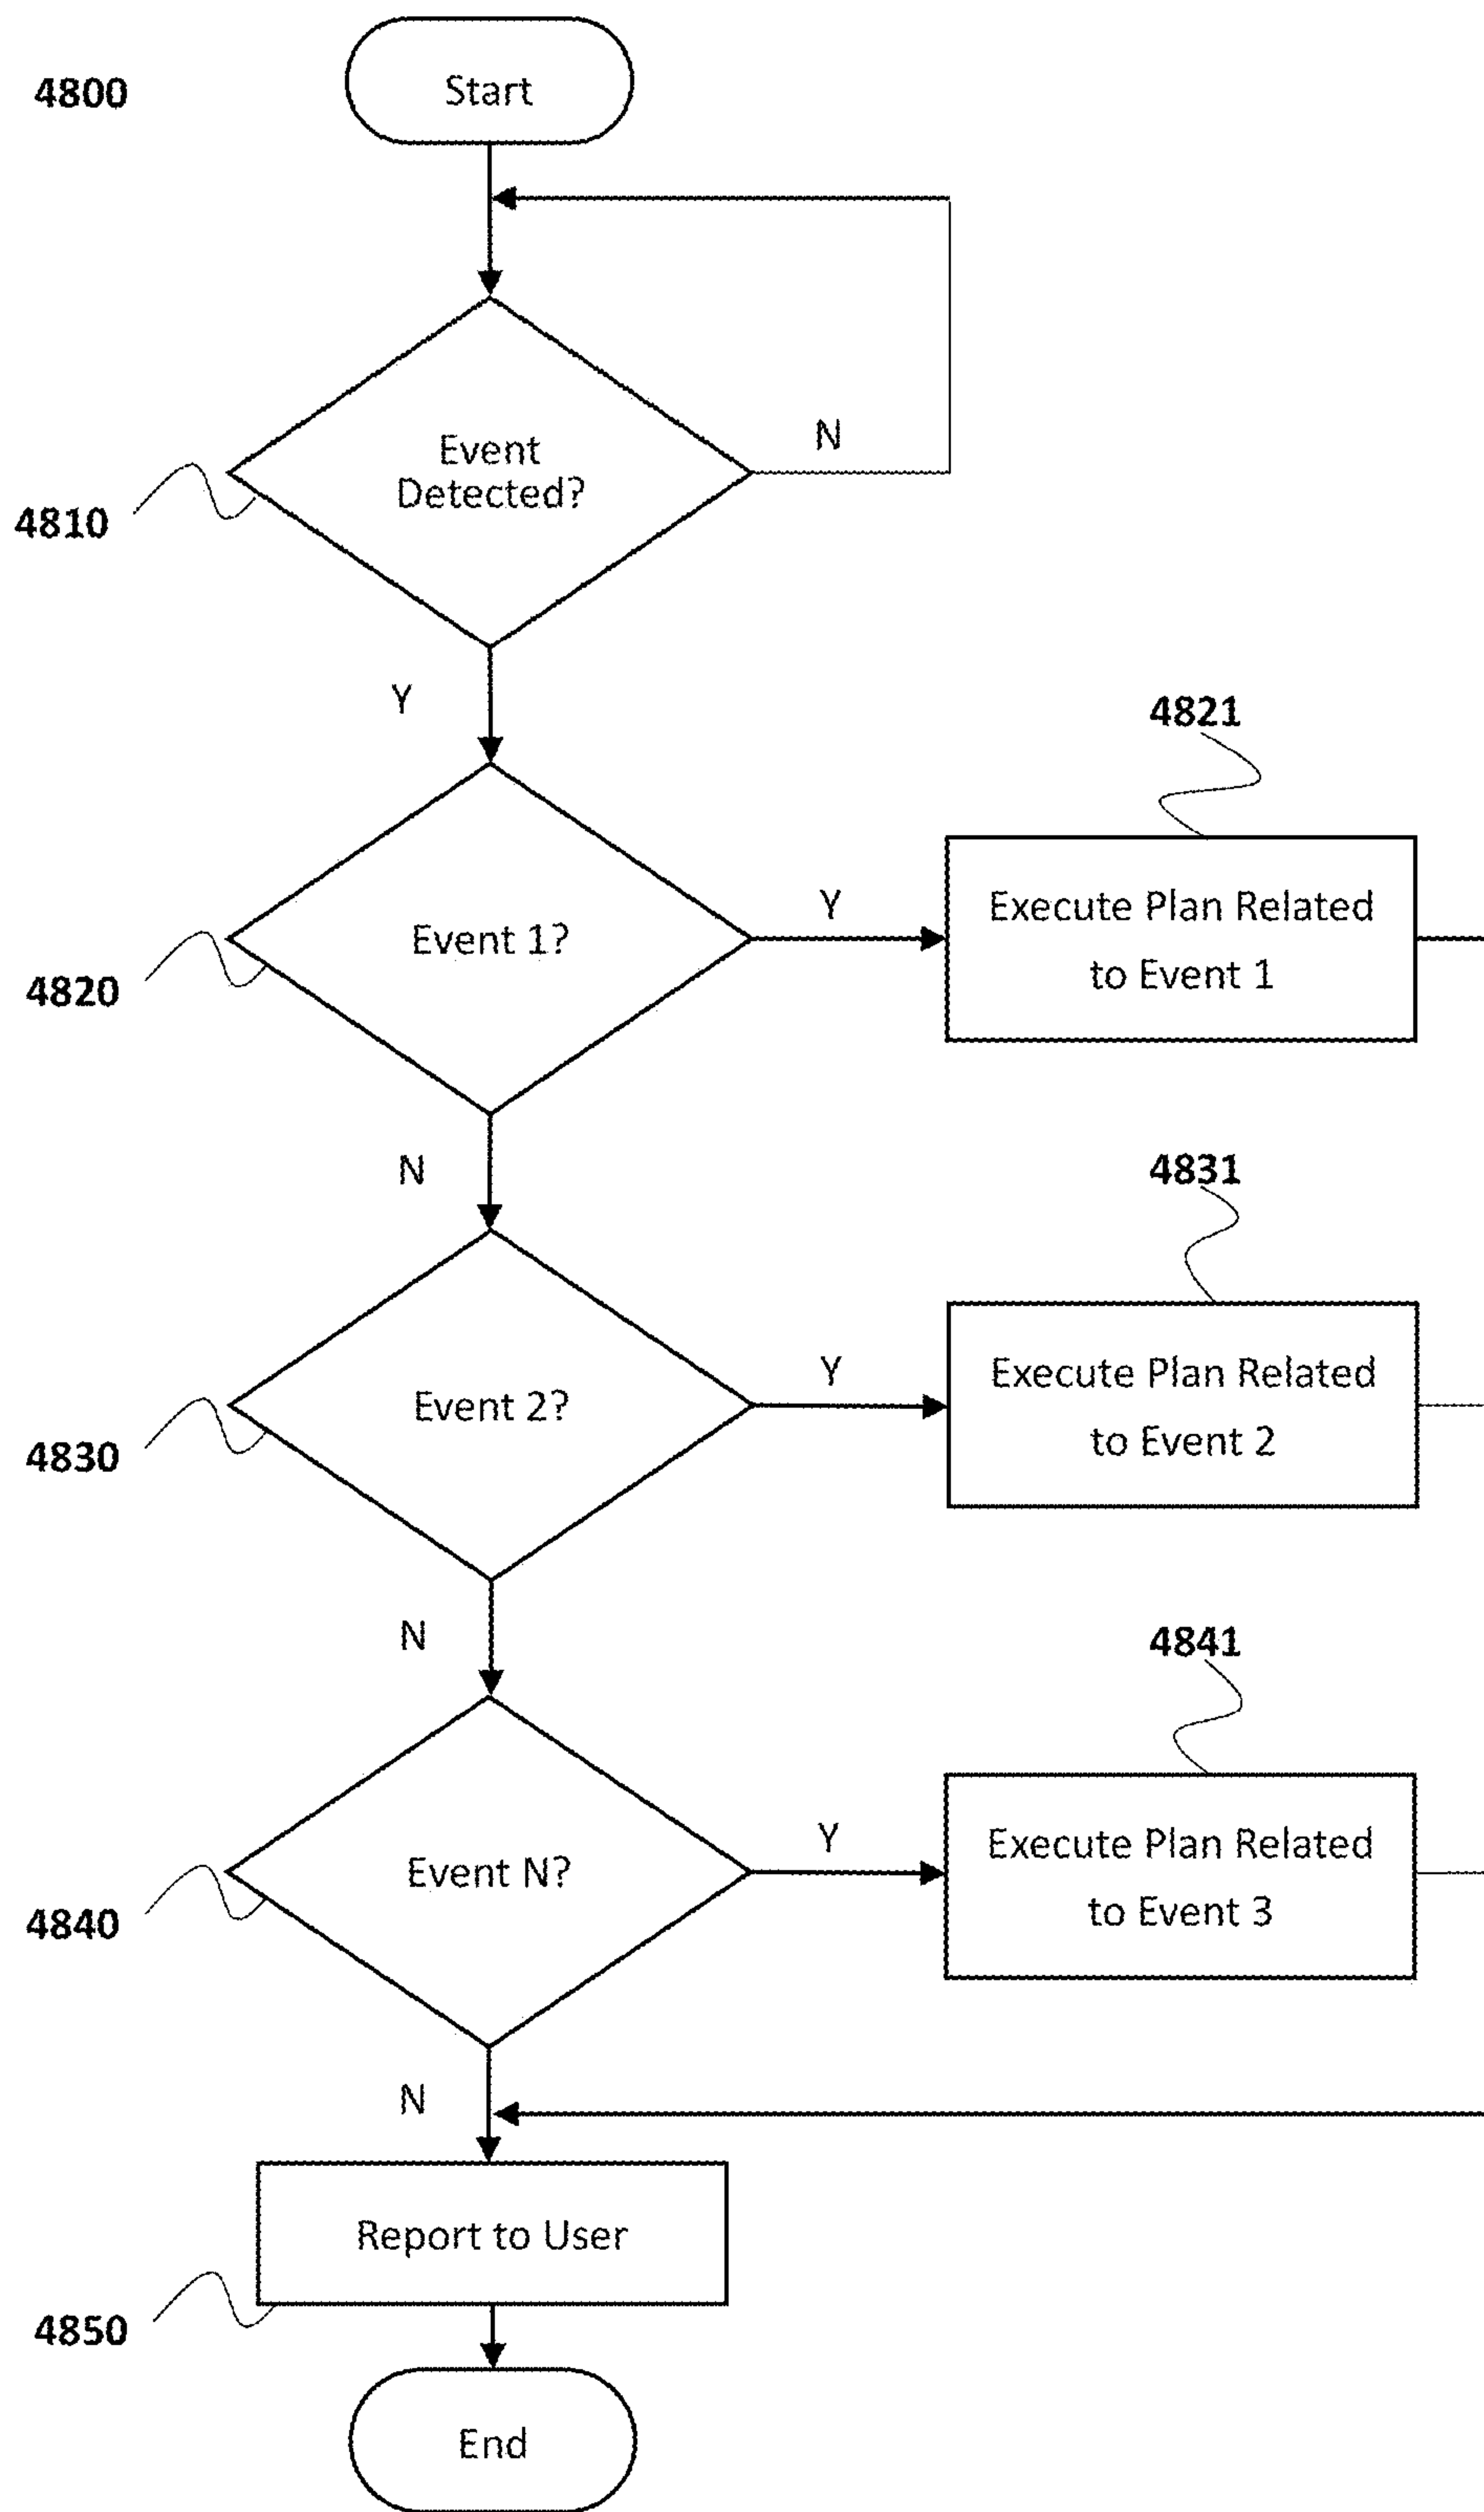 4800
Start
Event
Detected?
N
4810
Y
4821
Event 1?
Y
Execute Plan Related
to Event 1
4820
N
4831
Event 2?
Y
Execute Plan Related
to Event 2
4830
N
4841
Event N?
Y
Execute Plan Related
to Event 3
4840
N
Report to User
4850
End